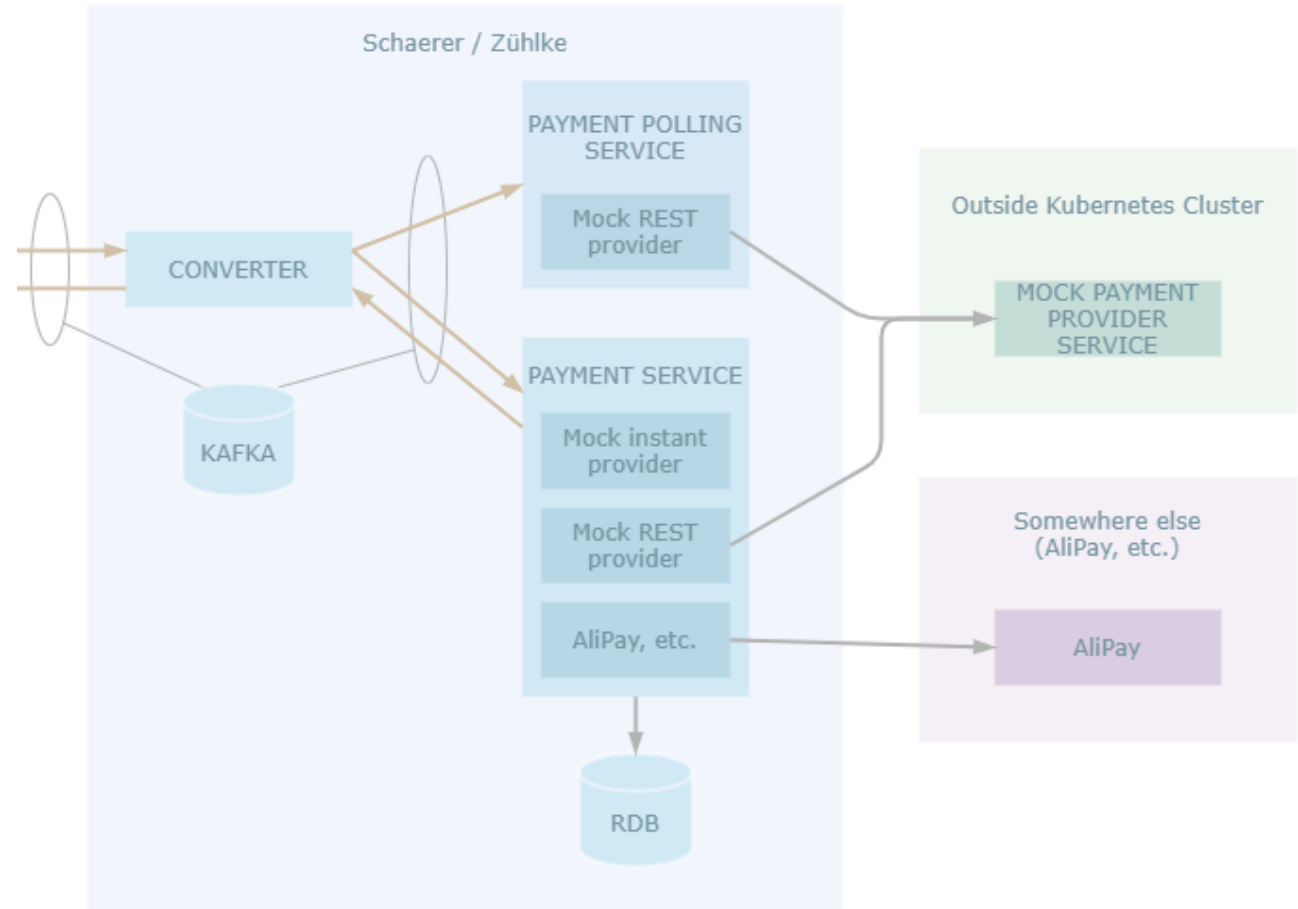 Schaerer / Zühlke
PAYMENT POLLING
SERVICE
Mock REST
provider
CONVERTER
KAFKA
PAYMENT SERVICE
Mock instant
provider
Mock REST
provider
AliPay, etc.
RDB
Outside Kubernetes Cluster
MOCK PAYMENT
PROVIDER
SERVICE
Somewhere else
(AliPay, etc.)
AliPay